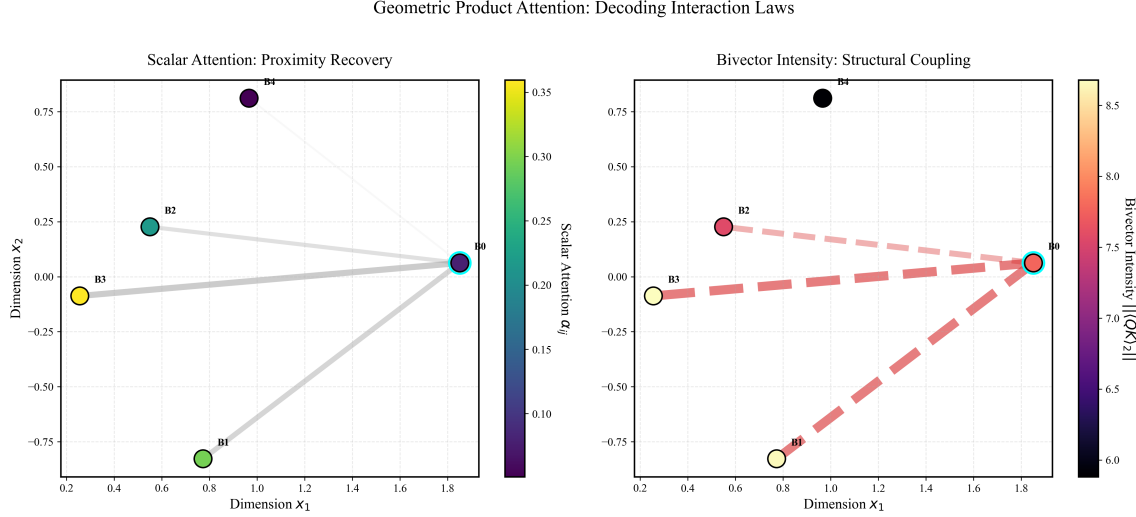 Geometric Product Attention: Decoding Interaction Laws
Scalar Attention: Proximity Recovery
B4
B2
B0
B3
B1
0.75
0.50
0.25
0.00
−0.25
−0.50
−0.75
0.2 0.4 0.6 0.8 1.0 1.2 1.4 1.6 1.8
Dimension x₁
Dimension x₂
0.35
0.30
0.25
0.20
0.15
0.10
Scalar Attention α_ij
Bivector Intensity: Structural Coupling
B4
B2
B0
B3
B1
0.75
0.50
0.25
0.00
−0.25
−0.50
−0.75
0.2 0.4 0.6 0.8 1.0 1.2 1.4 1.6 1.8
Dimension x₁
8.5
8.0
7.5
7.0
6.5
6.0
Bivector Intensity ||⟨QK⟩₂||